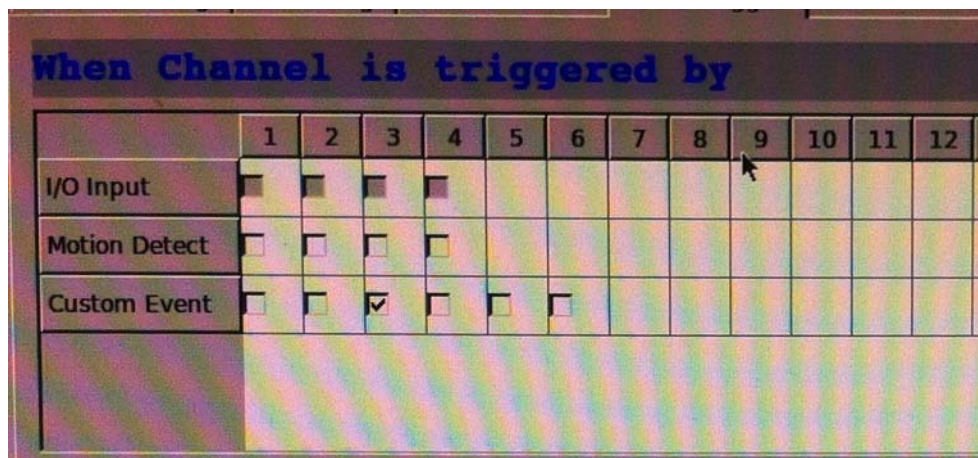 When Channel is triggered by
1 2 3 4 5 6 7 8 9 10 11 12
I/O Input
Motion Detect
Custom Event